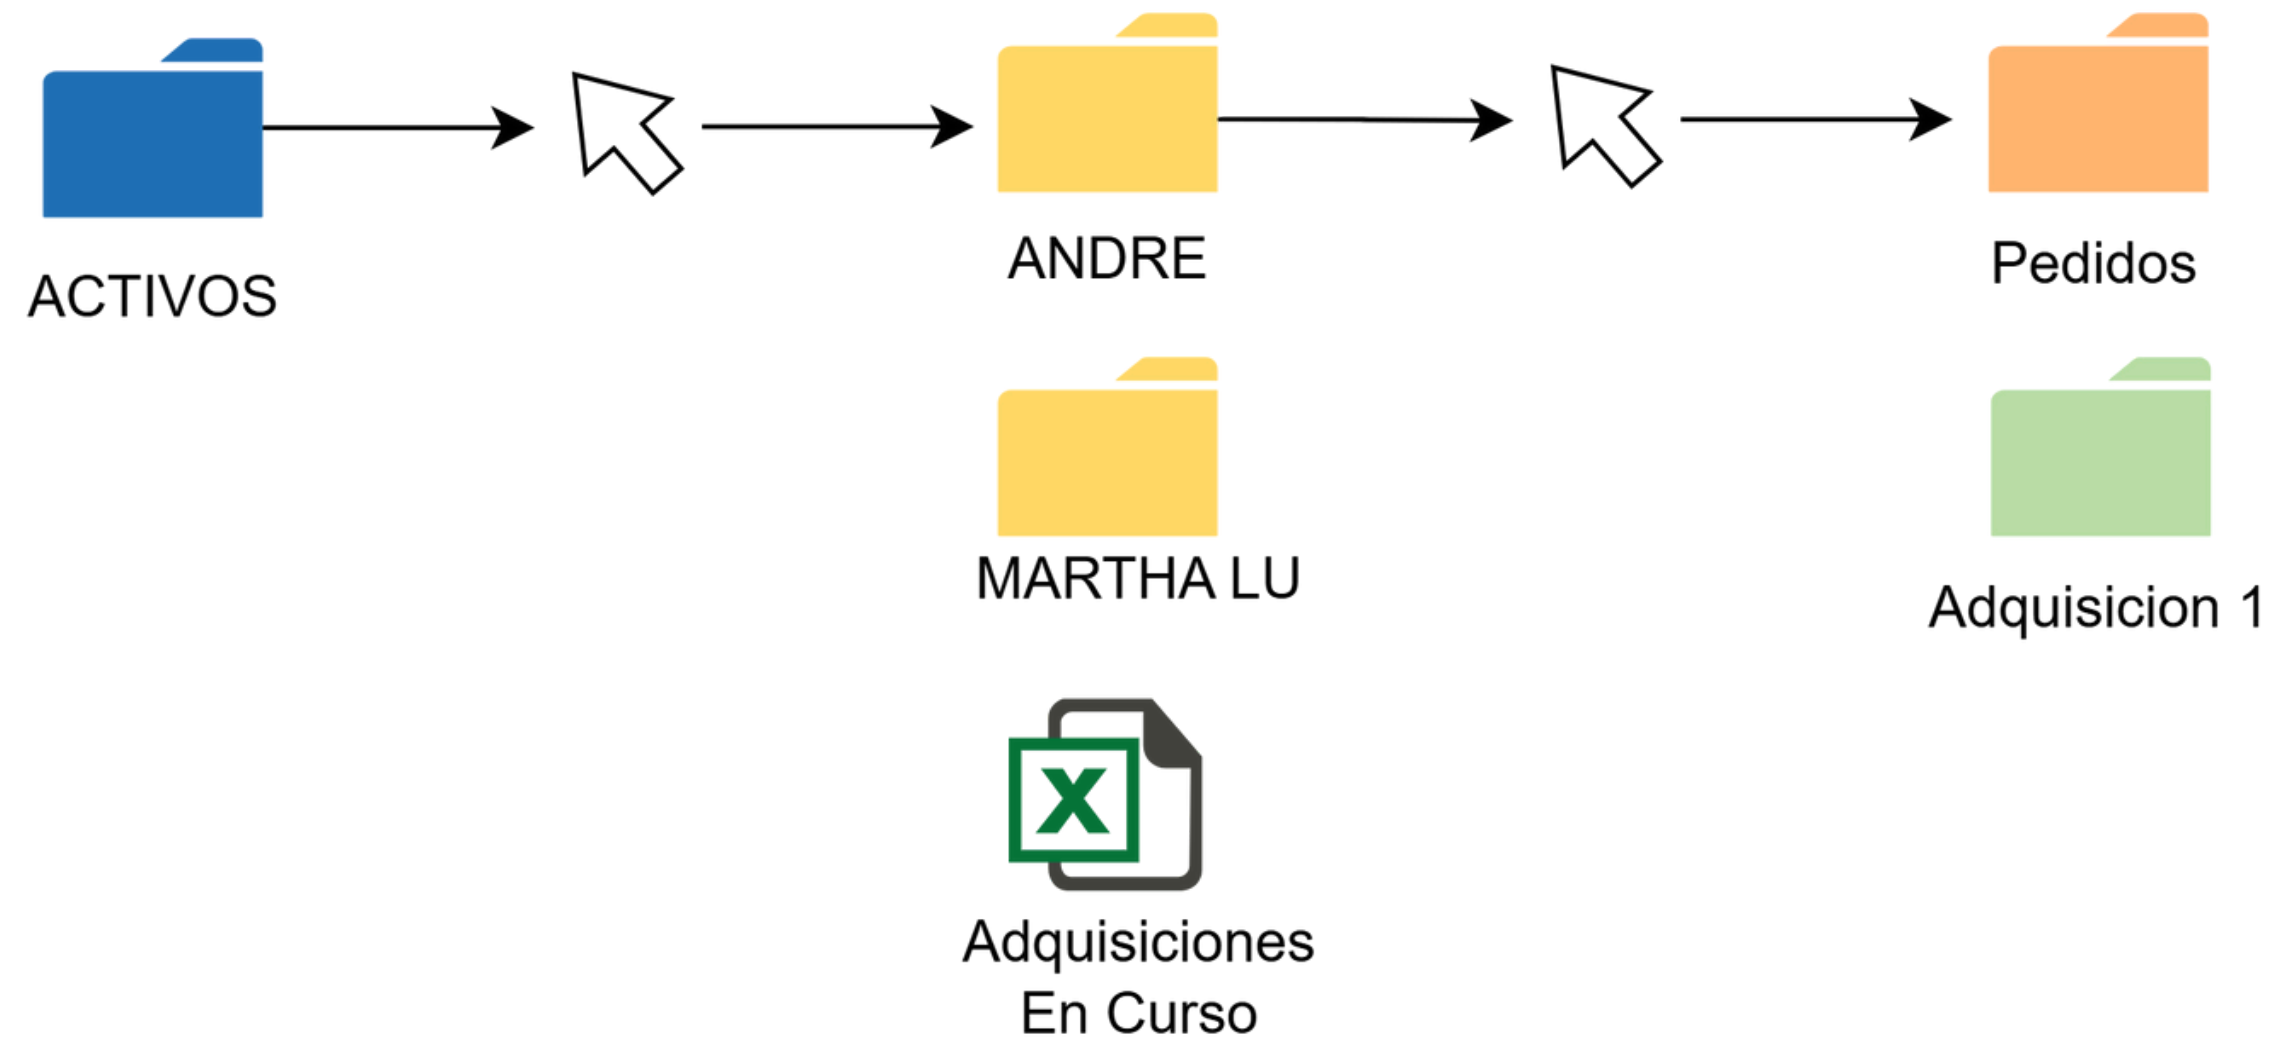 ACTIVOS
ANDRE
Pedidos
MARTHA LU
Adquisicion 1
X
Adquisiciones
En Curso